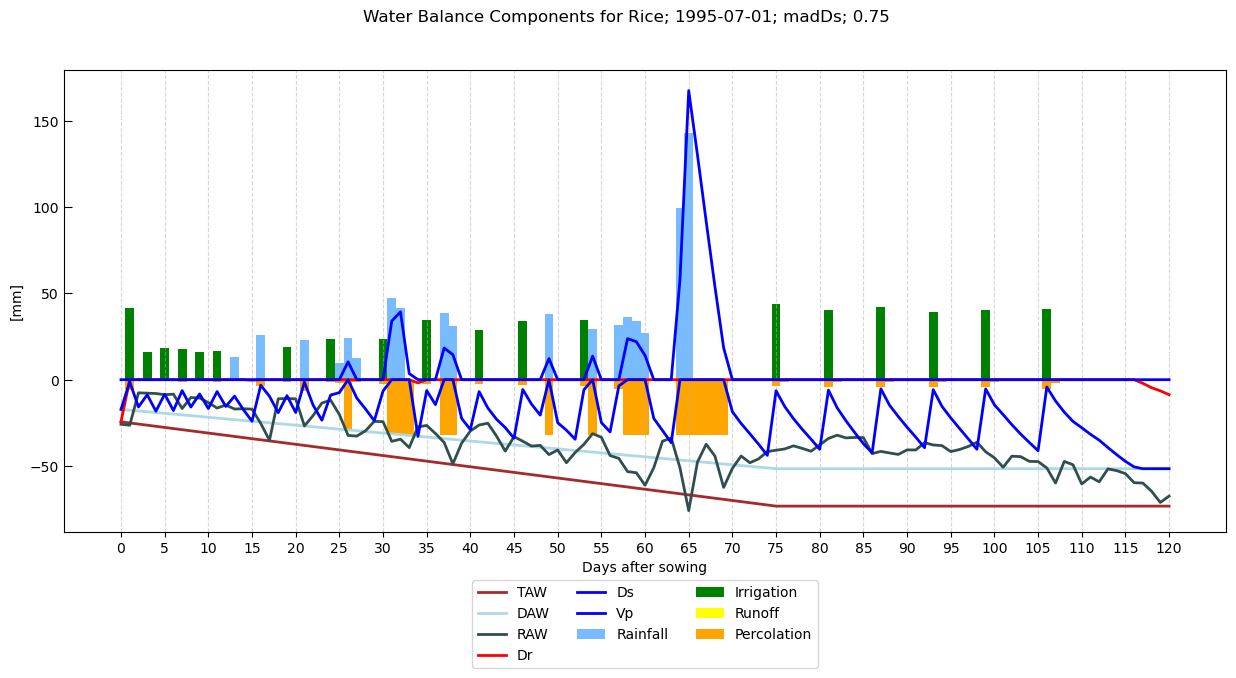 Water Balance Components for Rice; 1995-07-01; madDs; 0.75
150
100
50
0
−50
[mm]
0 5 10 15 20 25 30 35 40 45 50 55 60 65 70 75 80 85 90 95 100 105 110 115 120
Days after sowing
TAW Ds Irrigation
DAW Vp Runoff
RAW Rainfall Percolation
Dr